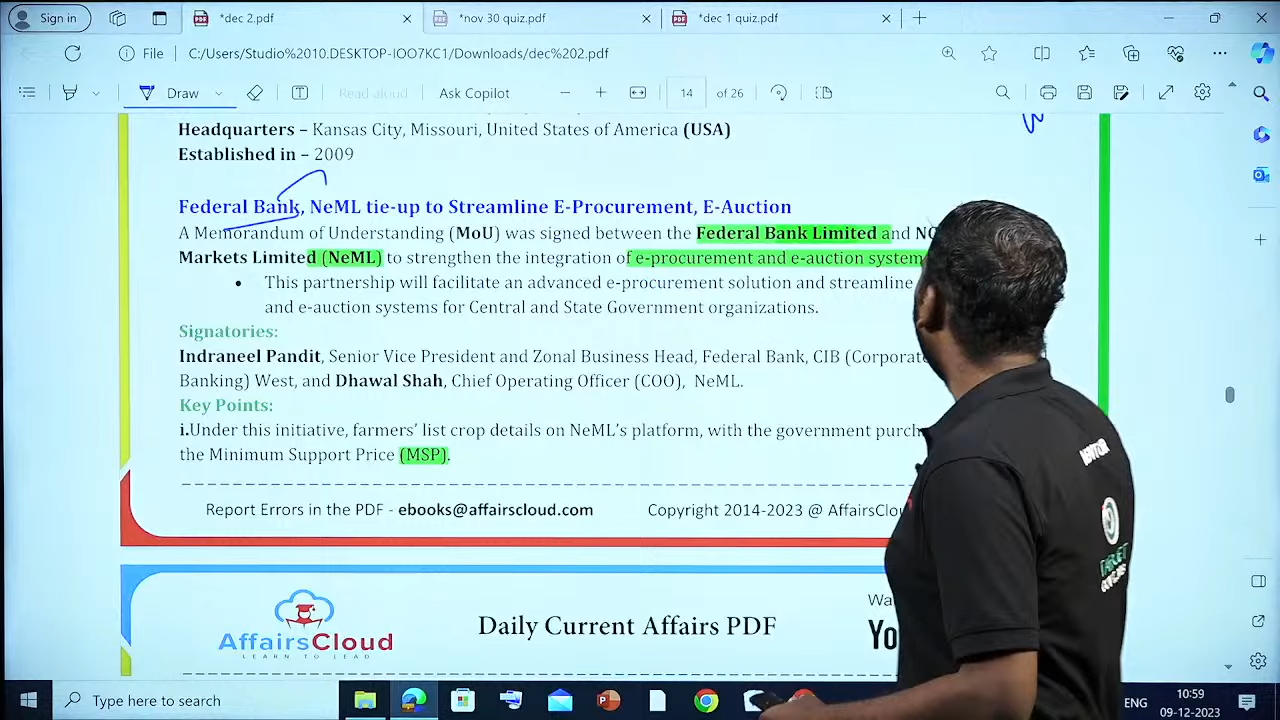 Sign in
*dec 2.pdf
*nov 30 quiz.pdf
*dec 1 quiz.pdf
File
C:/Users/Studio%2010.DESKTOP-IOO7KC1/Downloads/dec%202.pdf
Draw
Read aloud
Ask Copilot
14
of 26
Headquarters – Kansas City, Missouri, United States of America (USA)
Established in – 2009
Federal Bank, NeML tie-up to Streamline E-Procurement, E-Auction
A Memorandum of Understanding (MoU) was signed between the Federal Bank Limited and
Markets Limited (NeML) to strengthen the integration of e-procurement and e-auction system
• This partnership will facilitate an advanced e-procurement solution and streamline
and e-auction systems for Central and State Government organizations.
Signatories:
Indraneel Pandit, Senior Vice President and Zonal Business Head, Federal Bank, CIB (Corporate
Banking) West, and Dhawal Shah, Chief Operating Officer (COO), NeML.
Key Points:
i.Under this initiative, farmers' list crop details on NeML's platform, with the government
the Minimum Support Price (MSP).
Report Errors in the PDF - ebooks@affairscloud.com
Copyright 2014-2023 @
AffairsCloud
LEARN TO LEAD
Daily Current Affairs PDF
MENTOR
TARGET
Type here to search
ENG
10:59
09-12-2023